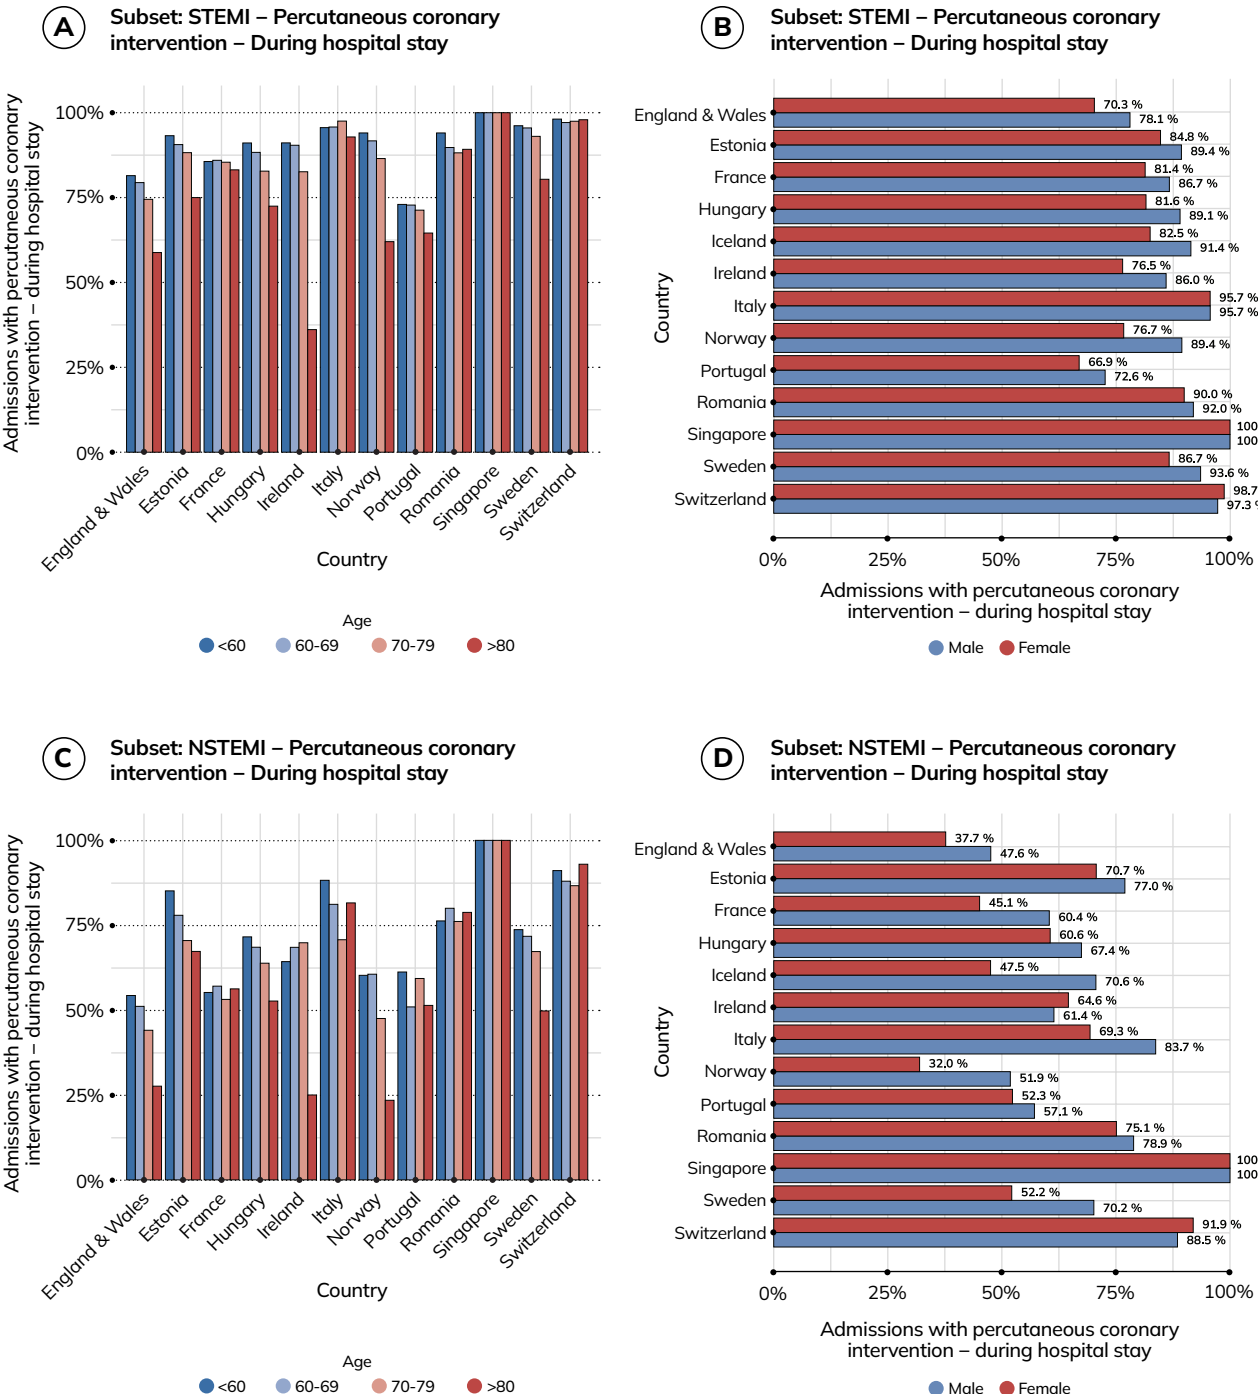 A
Subset: STEMI – Percutaneous coronary
intervention – During hospital stay
Admissions with percutaneous coronary
intervention – during hospital stay
100%
75%
50%
25%
0%
England & Wales
Estonia
France
Hungary
Ireland
Italy
Norway
Portugal
Romania
Singapore
Sweden
Switzerland
Country
Age
<60
60-69
70-79
>80
B
Subset: STEMI – Percutaneous coronary
intervention – During hospital stay
Country
England & Wales
70.3 %
78.1 %
Estonia
84.8 %
89.4 %
France
81.4 %
86.7 %
Hungary
81.6 %
89.1 %
Iceland
82.5 %
91.4 %
Ireland
76.5 %
86.0 %
Italy
95.7 %
95.7 %
Norway
76.7 %
89.4 %
Portugal
66.9 %
72.6 %
Romania
90.0 %
92.0 %
Singapore
100
100
Sweden
86.7 %
93.6 %
Switzerland
98.7
97.3
0%
25%
50%
75%
100%
Admissions with percutaneous coronary
intervention – during hospital stay
Male
Female
C
Subset: NSTEMI – Percutaneous coronary
intervention – During hospital stay
Admissions with percutaneous coronary
intervention – during hospital stay
100%
75%
50%
25%
0%
England & Wales
Estonia
France
Hungary
Ireland
Italy
Norway
Portugal
Romania
Singapore
Sweden
Switzerland
Country
Age
<60
60-69
70-79
>80
D
Subset: NSTEMI – Percutaneous coronary
intervention – During hospital stay
Country
England & Wales
37.7 %
47.6 %
Estonia
70.7 %
77.0 %
France
45.1 %
60.4 %
Hungary
60.6 %
67.4 %
Iceland
47.5 %
70.6 %
Ireland
64.6 %
61.4 %
Italy
69.3 %
83.7 %
Norway
32.0 %
51.9 %
Portugal
52.3 %
57.1 %
Romania
75.1 %
78.9 %
Singapore
100
100
Sweden
52.2 %
70.2 %
Switzerland
91.9 %
88.5 %
0%
25%
50%
75%
100%
Admissions with percutaneous coronary
intervention – during hospital stay
Male
Female